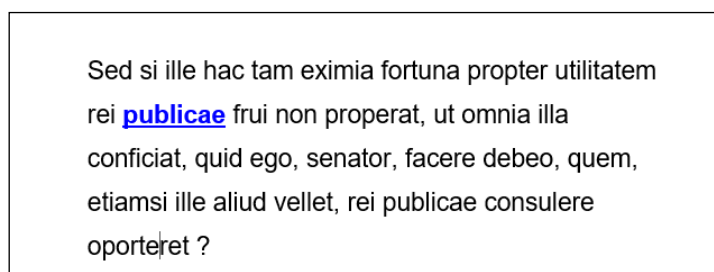 Sed si ille hac tam eximia fortuna propter utilitatem
rei publicae frui non properat, ut omnia illa
conficiat, quid ego, senator, facere debeo, quem,
etiamsi ille aliud vellet, rei publicae consulere
oporteret ?